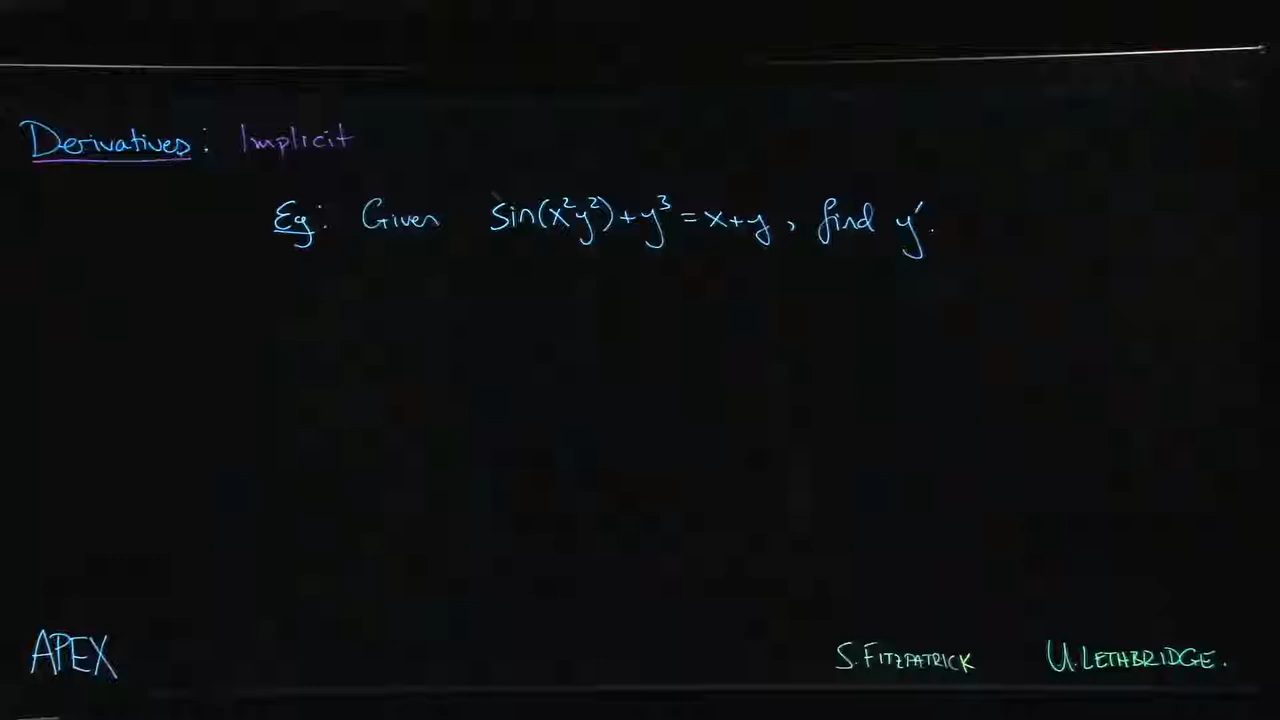 Derivatives: Implicit
Eg: Given sin(x²y²)+y³=x+y, find y'.
APEX
S. FITZPATRICK U. LETHBRIDGE.